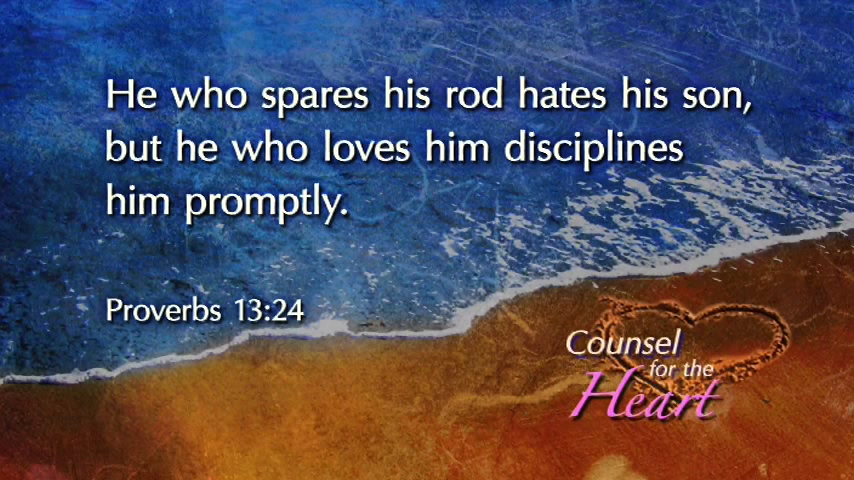 He who spares his rod hates his son,
but he who loves him disciplines
him promptly.
Proverbs 13:24
Counsel
for the
Heart